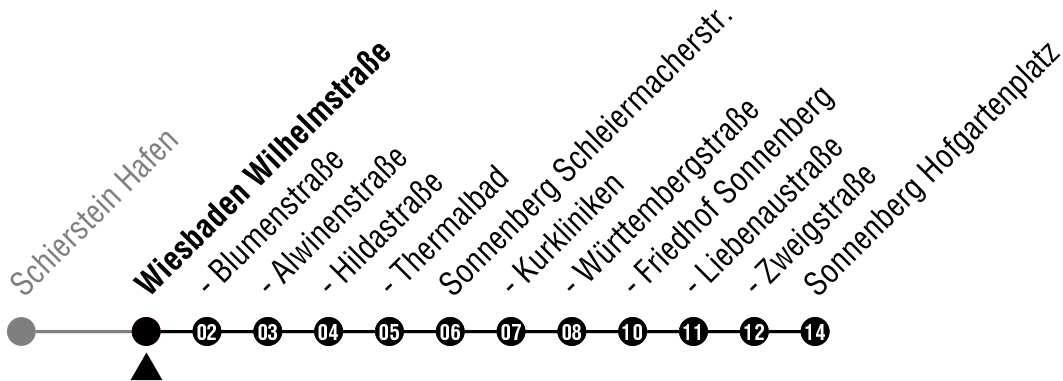 Schierstein Hafen
Wiesbaden Wilhelmstraße
- Blumenstraße
- Alwinenstraße
- Hildastraße
- Thermalbad
Sonnenberg Schleiermacherstr.
- Kurkliniken
- Württembergstraße
- Friedhof Sonnenberg
- Liebenaustraße
- Zweigstraße
Sonnenberg Hofgartenplatz
02 03 04 05 06 07 08 10 11 12 14